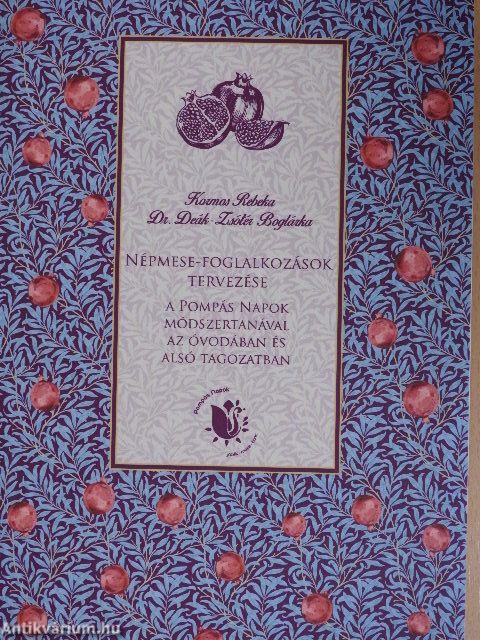 Kozmos Rebeka
Dr. Deák-Zsótér Boglárka
NÉPMESE-FOGLALKOZÁSOK
TERVEZÉSE
A POMPÁS NAPOK
MÓDSZERTANÁVAL
AZ ÓVODÁBAN ÉS
ALSÓ TAGOZATBAN
Pompás Napok
Antikvarium.hu